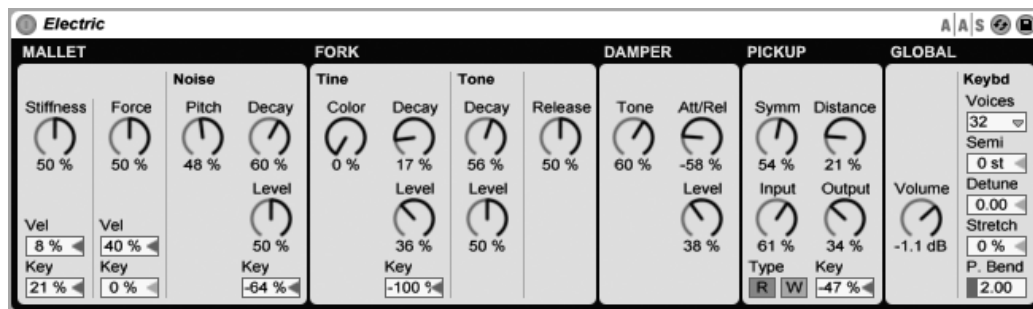 Electric
A|A|S
MALLET FORK DAMPER PICKUP GLOBAL
Noise Tine Tone Keybd
Stiffness Force Pitch Decay Color Decay Decay Release Tone Att/Rel Symm Distance Voices
32
50 % 50 % 48 % 60 % 0 % 17 % 56 % 50 % 60 % -58 % 54 % 21 % Semi
0 st
Level Level Level Level Input Output Volume Detune
0.00
Vel Vel 50 % 36 % 50 % 38 % 61 % 34 % -1.1 dB Stretch
8 % 40 % 0 %
Key Key Key Key Type Key P. Bend
21 % 0 % -64 % -100 % R W -47 % 2.00